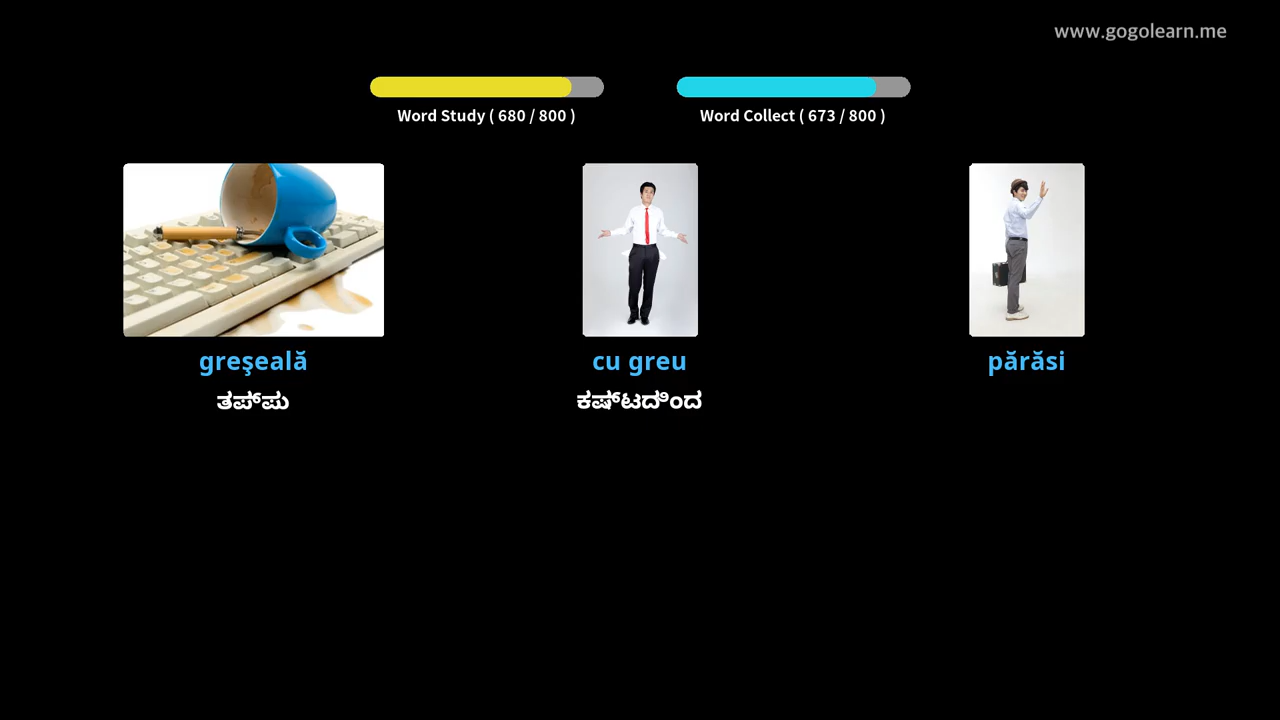 www.gogolearn.me
Word Study ( 680 / 800 )
Word Collect ( 673 / 800 )
greşeală
cu greu
părăsi
ತಪ್ಪು
ಕಷ್ಟದಿಂದ